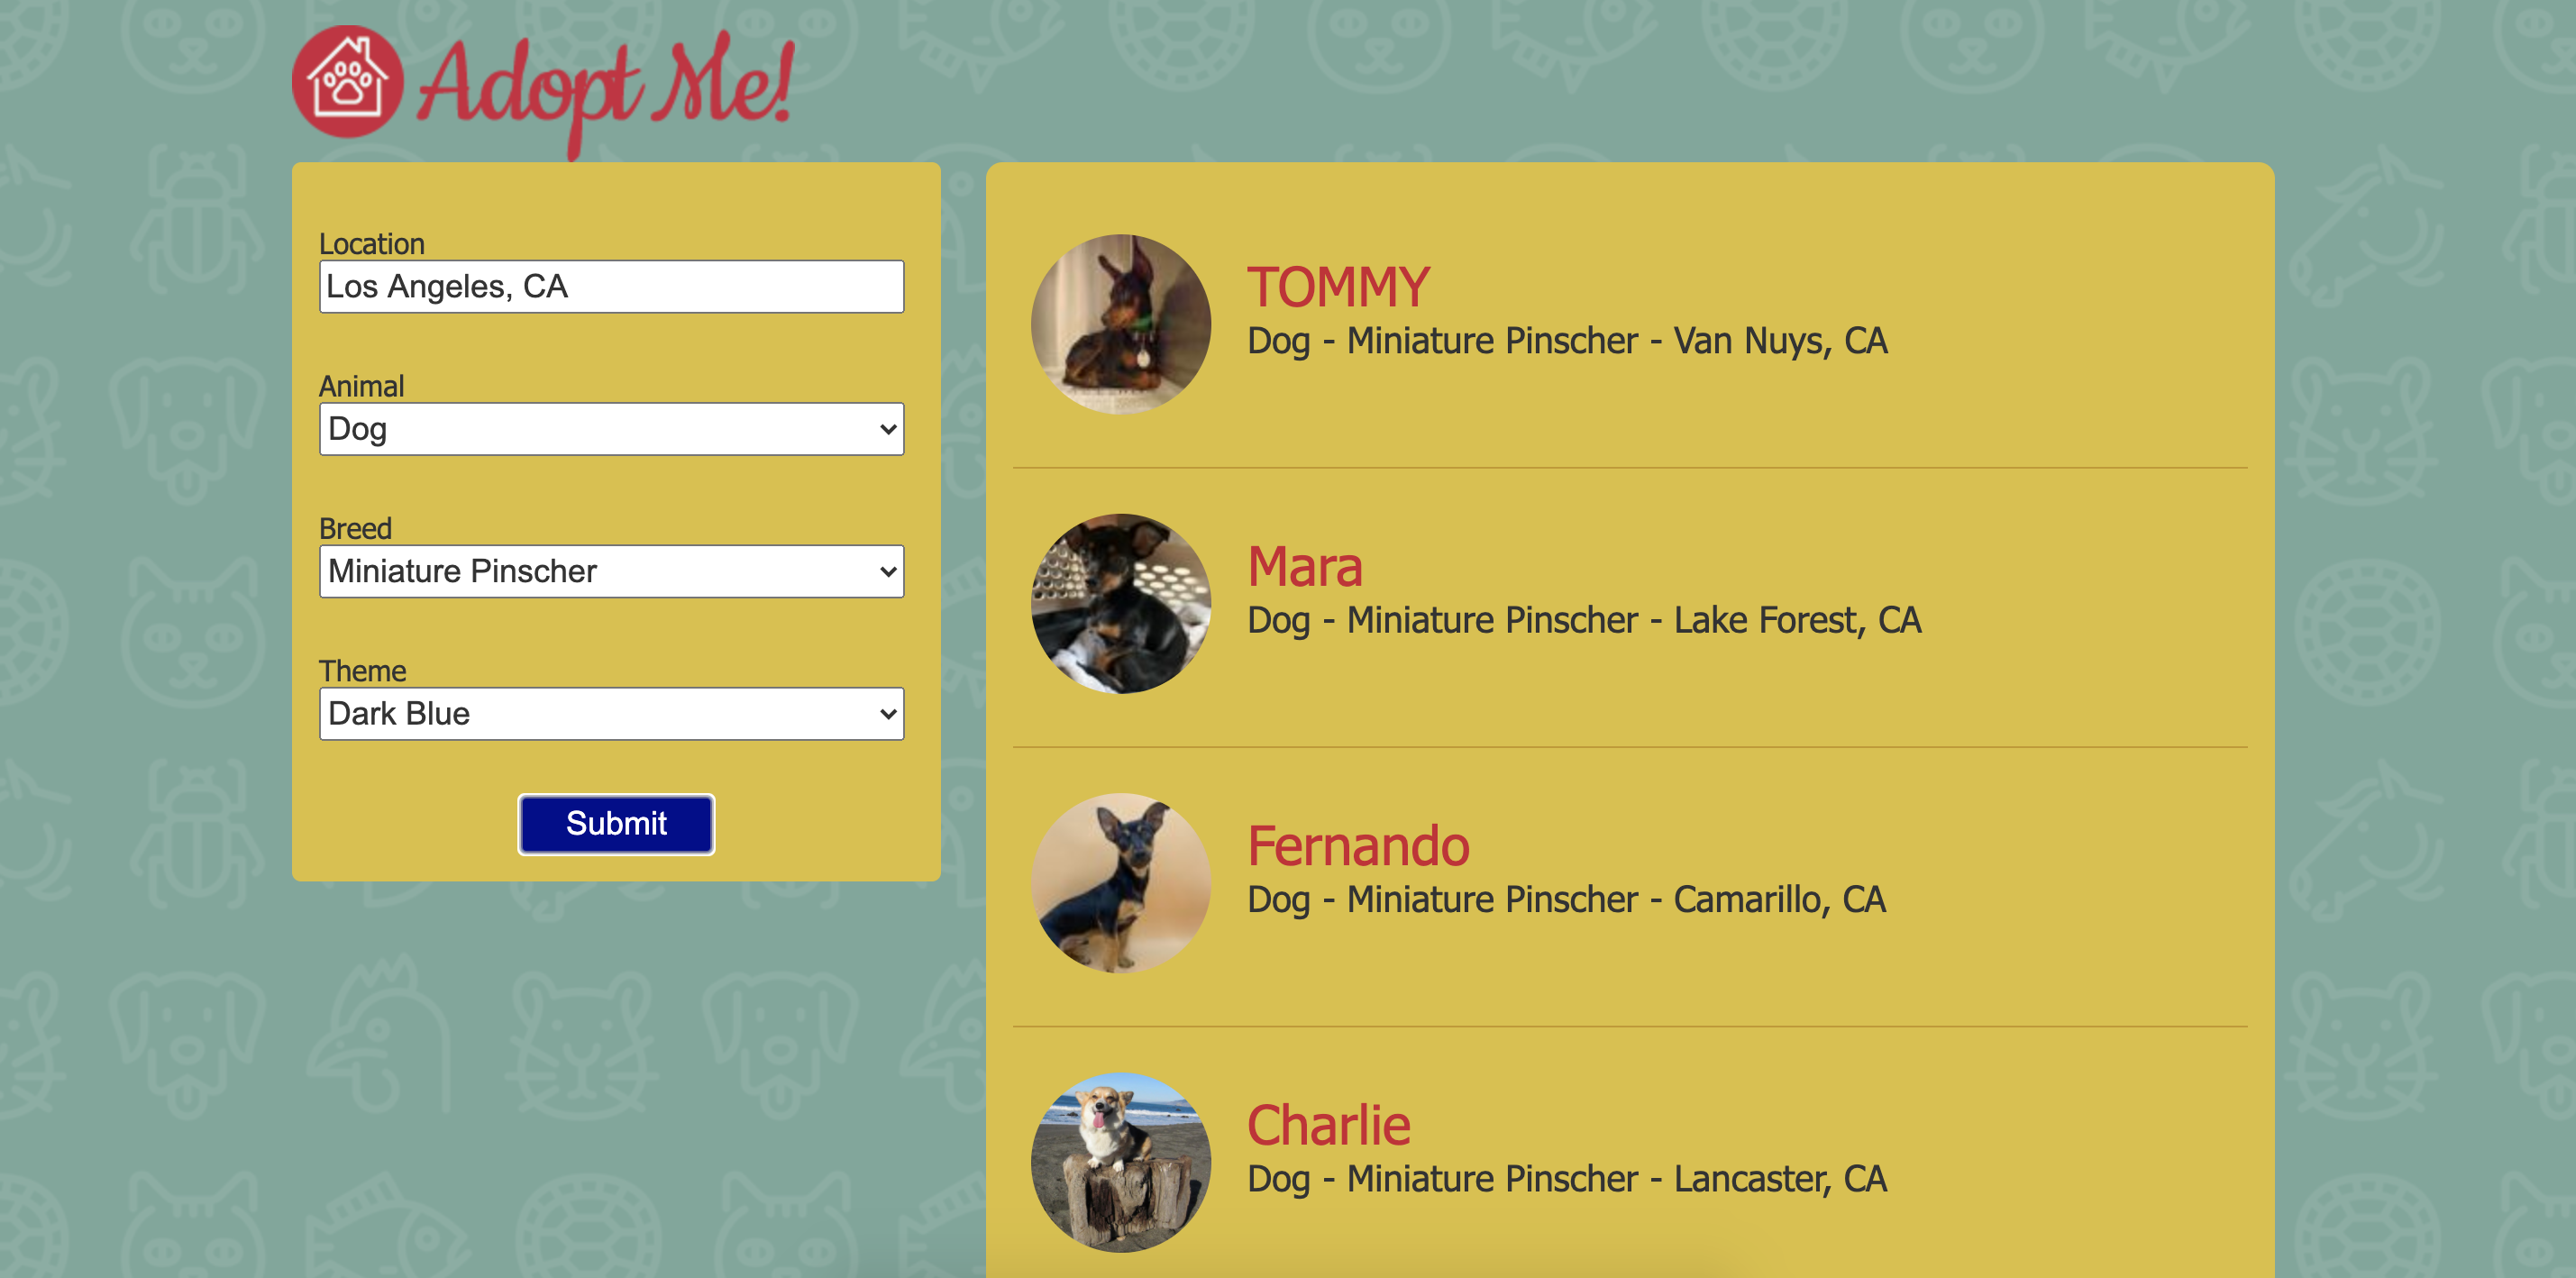 Adopt Me!
Location
Los Angeles, CA
Animal
Dog
Breed
Miniature Pinscher
Theme
Dark Blue
Submit
TOMMY
Dog - Miniature Pinscher - Van Nuys, CA
Mara
Dog - Miniature Pinscher - Lake Forest, CA
Fernando
Dog - Miniature Pinscher - Camarillo, CA
Charlie
Dog - Miniature Pinscher - Lancaster, CA